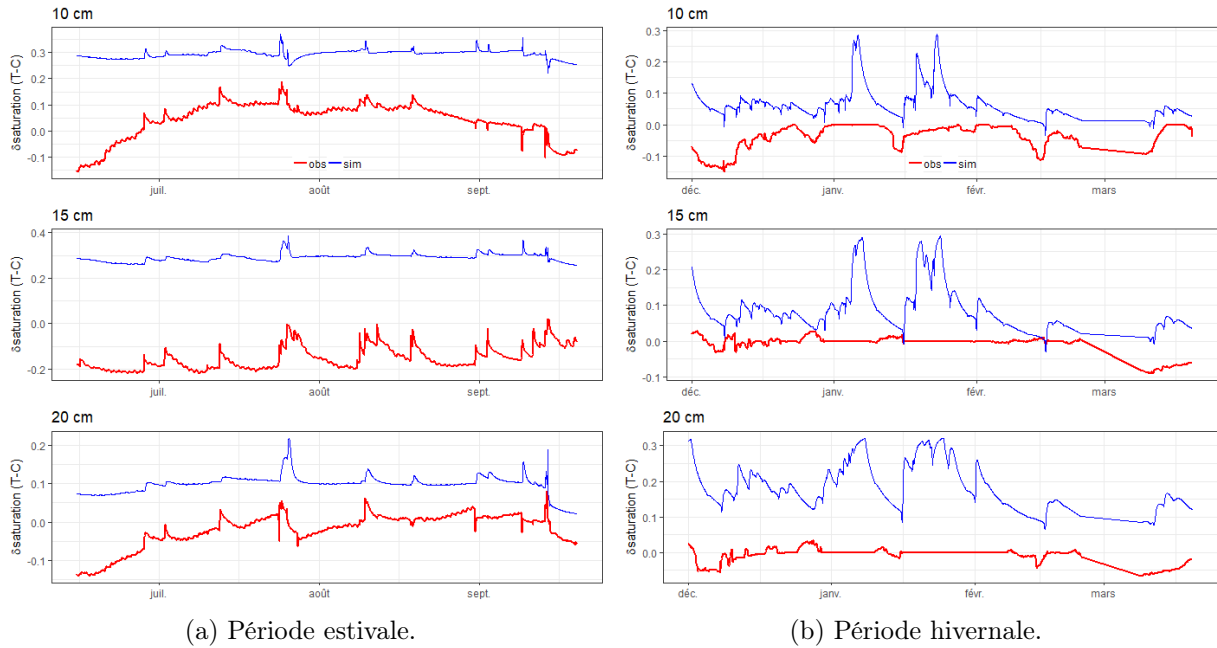 10 cm
δsaturation (T-C)
0.3
0.2
0.1
0.0
-0.1
obs sim
juil. août sept.
15 cm
δsaturation (T-C)
0.4
0.2
0.0
-0.2
juil. août sept.
20 cm
δsaturation (T-C)
0.2
0.1
0.0
-0.1
juil. août sept.
(a) Période estivale.
10 cm
δsaturation (T-C)
0.3
0.2
0.1
0.0
-0.1
obs sim
déc. janv. févr. mars
15 cm
δsaturation (T-C)
0.3
0.2
0.1
0.0
-0.1
déc. janv. févr. mars
20 cm
δsaturation (T-C)
0.3
0.2
0.1
0.0
déc. janv. févr. mars
(b) Période hivernale.